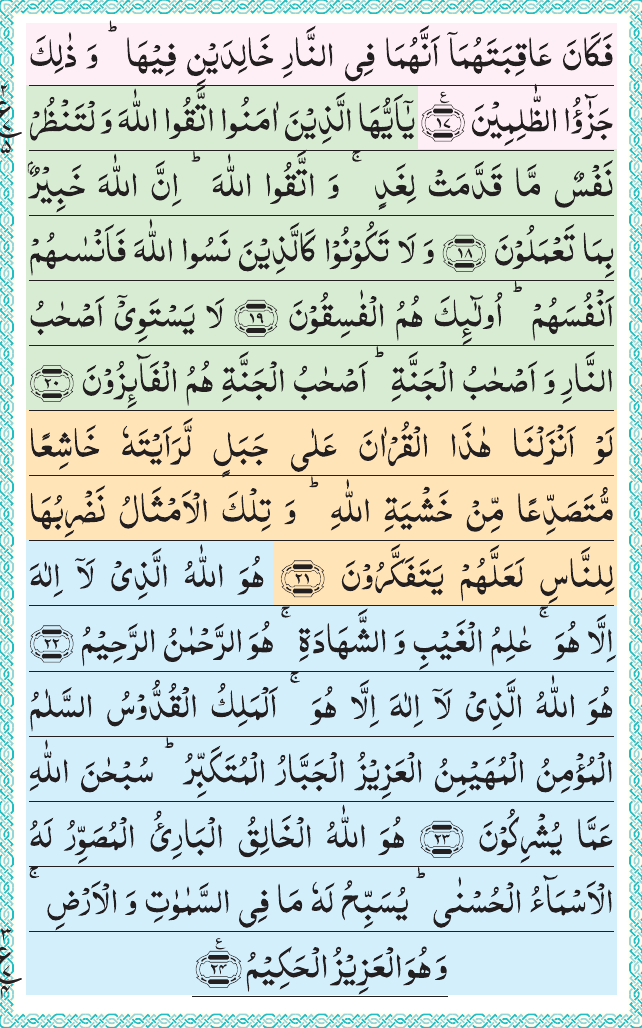 فَكَانَ عَاقِبَتَهُمَاۤ اَنَّهُمَا فِى النَّارِ خَالِدَيۡنِ فِيۡهَا‌ ؕ وَ ذٰلِكَ
جَزٰٓؤُا الظّٰلِمِيۡنَ ﴿۱۷﴾ يٰۤاَيُّهَا الَّذِيۡنَ اٰمَنُوا اتَّقُوا اللّٰهَ وَلۡتَنۡظُرۡ
نَفۡسٌ مَّا قَدَّمَتۡ لِغَدٍ‌ ۚ وَ اتَّقُوا اللّٰهَ‌ ؕ اِنَّ اللّٰهَ خَبِيۡرٌۢ
بِمَا تَعۡمَلُوۡنَ ﴿۱۸﴾ وَ لَا تَكُوۡنُوۡا كَالَّذِيۡنَ نَسُوا اللّٰهَ فَاَنۡسٰٮهُمۡ
اَنۡفُسَهُمۡ‌ؕ اُولٰٓٮِٕكَ هُمُ الۡفٰسِقُوۡنَ ﴿۱۹﴾ لَا يَسۡتَوِىۡۤ اَصۡحٰبُ
النَّارِ وَ اَصۡحٰبُ الۡجَنَّةِ‌ؕ اَصۡحٰبُ الۡجَنَّةِ هُمُ الۡفَآٮِٕزُوۡنَ ﴿۲۰﴾
لَوۡ اَنۡزَلۡنَا هٰذَا الۡقُرۡاٰنَ عَلٰى جَبَلٍ لَّرَاَيۡتَهٗ خَاشِعًا
مُّتَصَدِّعًا مِّنۡ خَشۡيَةِ اللّٰهِ‌ؕ وَ تِلۡكَ الۡاَمۡثَالُ نَضۡرِبُهَا
لِلنَّاسِ لَعَلَّهُمۡ يَتَفَكَّرُوۡنَ ﴿۲۱﴾ هُوَ اللّٰهُ الَّذِىۡ لَاۤ اِلٰهَ
اِلَّا هُوَ‌ۚ عٰلِمُ الۡغَيۡبِ وَ الشَّهَادَةِ‌ۚ هُوَ الرَّحۡمٰنُ الرَّحِيۡمُ ﴿۲۲﴾
هُوَ اللّٰهُ الَّذِىۡ لَاۤ اِلٰهَ اِلَّا هُوَ‌ۚ اَلۡمَلِكُ الۡقُدُّوۡسُ السَّلٰمُ
الۡمُؤۡمِنُ الۡمُهَيۡمِنُ الۡعَزِيۡزُ الۡجَبَّارُ الۡمُتَكَبِّرُ‌ؕ سُبۡحٰنَ اللّٰهِ
عَمَّا يُشۡرِكُوۡنَ ﴿۲۳﴾ هُوَ اللّٰهُ الۡخَالِقُ الۡبَارِئُ الۡمُصَوِّرُ‌ لَهُ
الۡاَسۡمَآءُ الۡحُسۡنٰى‌ؕ يُسَبِّحُ لَهٗ مَا فِى السَّمٰوٰتِ وَ الۡاَرۡضِ‌ۚ
وَهُوَ الۡعَزِيۡزُ الۡحَكِيۡمُ ﴿۲۴﴾